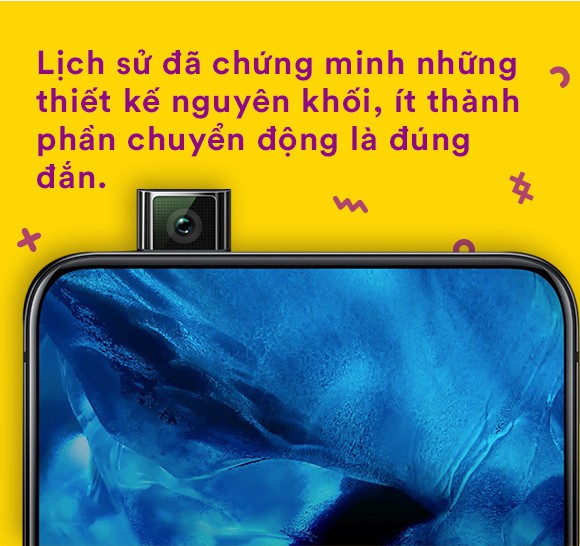 Lịch sử đã chứng minh những
thiết kế nguyên khối, ít thành
phần chuyển động là đúng
đắn.